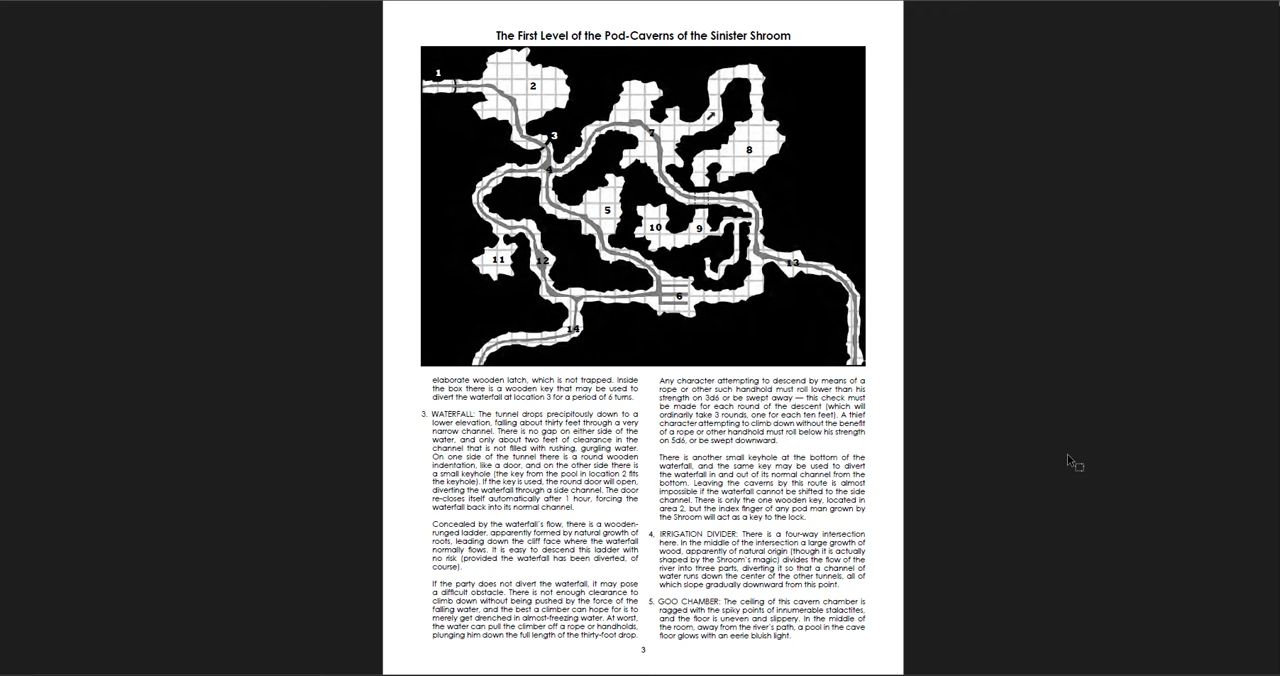 The First Level of the Pod-Caverns of the Sinister Shroom
1
2
3
4
7
8
5
10
9
11
12
13
6
14
elaborate wooden latch, which is not trapped. Inside
the box there is a wooden key that may be used to
divert the waterfall at location 3 for a period of 6 turns.
3. WATERFALL: The tunnel drops precipitously down to a
lower elevation, falling about thirty feet through a very
narrow channel. There is no gap on either side of the
water, and only about two feet of clearance in the
channel that is not filled with rushing, gurgling water.
On one side of the tunnel there is a round wooden
indentation, like a door, and on the other side there is
a small keyhole (the key from the pool in location 2 fits
the keyhole). If the key is used, the round door will open,
diverting the waterfall through a side channel. The door
re-closes itself automatically after 1 hour, forcing the
waterfall back into its normal channel.
Concealed by the waterfall's flow, there is a wooden-
runged ladder, apparently formed by natural growth of
roots, leading down the cliff face where the waterfall
normally flows. It is easy to descend this ladder with
no risk (provided the waterfall has been diverted, of
course).
If the party does not divert the waterfall, it may pose
a difficult obstacle. There is not enough clearance to
climb down without being pushed by the force of the
falling water, and the best a climber can hope for is to
merely get drenched in almost-freezing water. At worst,
the water can pull the climber off a rope or handholds,
plunging him down the full length of the thirty-foot drop.
Any character attempting to descend by means of a
rope or other such handhold must roll lower than his
strength on 3d6 or be swept away — this check must
be made for each round of the descent (which will
ordinarily take 3 rounds, one for each ten feet). A thief
character attempting to climb down without the benefit
of a rope or other handhold must roll below his strength
on 5d6, or be swept downward.
There is another small keyhole at the bottom of the
waterfall, and the same key may be used to divert
the waterfall in and out of its normal channel from the
bottom. Leaving the caverns by this route is almost
impossible if the waterfall cannot be shifted to the side
channel. There is only the one wooden key, located in
area 2, but the index finger of any pod man grown by
the Shroom will act as a key to the lock.
4. IRRIGATION DIVIDER: There is a four-way intersection
here. In the middle of the intersection a large growth of
wood, apparently of natural origin (though it is actually
shaped by the Shroom's magic) divides the flow of the
river into three parts, diverting it so that a channel of
water runs down the center of the other tunnels, all of
which slope gradually downward from this point.
5. GOO CHAMBER: The ceiling of this cavern chamber is
ragged with the spiky points of innumerable stalactites,
and the floor is uneven and slippery. In the middle of
the room, away from the river's path, a pool in the cave
floor glows with an eerie bluish light.
3